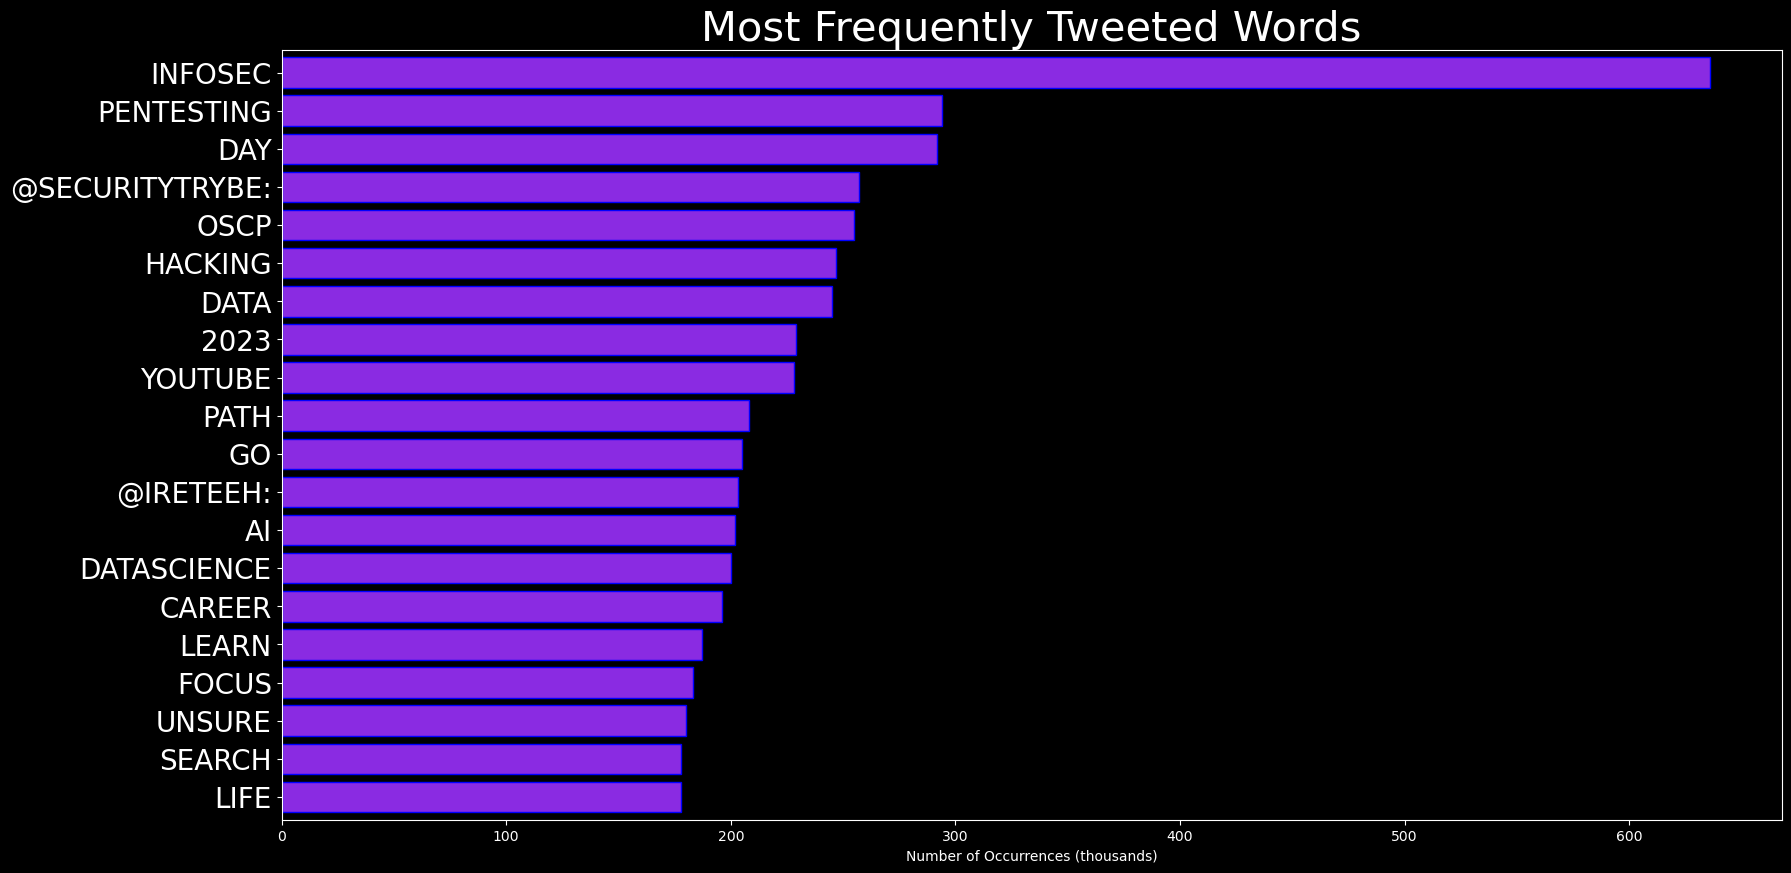 Most Frequently Tweeted Words
INFOSEC
PENTESTING
DAY
@SECURITYTRYBE:
OSCP
HACKING
DATA
2023
YOUTUBE
PATH
GO
@IRETEEH:
AI
DATASCIENCE
CAREER
LEARN
FOCUS
UNSURE
SEARCH
LIFE
0 100 200 300 400 500 600
Number of Occurrences (thousands)